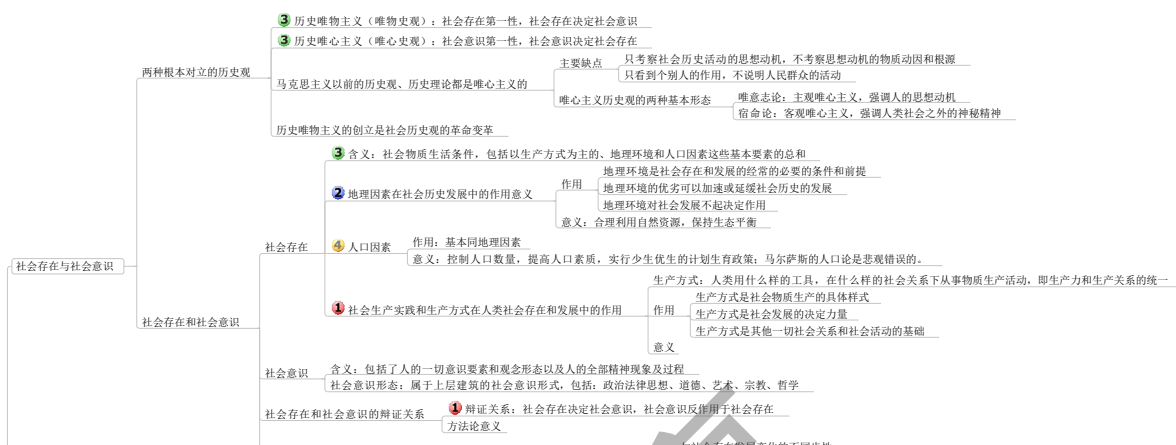 3 历史唯物主义（唯物史观）：社会存在第一性，社会存在决定社会意识
3 历史唯心主义（唯心史观）：社会意识第一性，社会意识决定社会存在
两种根本对立的历史观
马克思主义以前的历史观、历史理论都是唯心主义的
主要缺点
只考察社会历史活动的思想动机，不考察思想动机的物质动因和根源
只看到个别人的作用，不说明人民群众的活动
唯心主义历史观的两种基本形态
唯意志论：主观唯心主义，强调人的思想动机
宿命论：客观唯心主义，强调人类社会之外的神秘精神
历史唯物主义的创立是社会历史观的革命变革
社会存在与社会意识
社会存在和社会意识
社会存在
3 含义：社会物质生活条件，包括以生产方式为主的、地理环境和人口因素这些基本要素的总和
2 地理因素在社会历史发展中的作用意义
作用
地理环境是社会存在和发展的经常的必要的条件和前提
地理环境的优劣可以加速或延缓社会历史的发展
地理环境对社会发展不起决定作用
意义：合理利用自然资源，保持生态平衡
4 人口因素
作用：基本同地理因素
意义：控制人口数量，提高人口素质，实行少生优生的计划生育政策；马尔萨斯的人口论是悲观错误的。
1 社会生产实践和生产方式在人类社会存在和发展中的作用
生产方式：人类用什么样的工具，在什么样的社会关系下从事物质生产活动，即生产力和生产关系的统一
作用
生产方式是社会物质生产的具体样式
生产方式是社会发展的决定力量
生产方式是其他一切社会关系和社会活动的基础
意义
社会意识
含义：包括了人的一切意识要素和观念形态以及人的全部精神现象及过程
社会意识形态：属于上层建筑的社会意识形式，包括：政治法律思想、道德、艺术、宗教、哲学
社会存在和社会意识的辩证关系
1 辩证关系：社会存在决定社会意识，社会意识反作用于社会存在
方法论意义